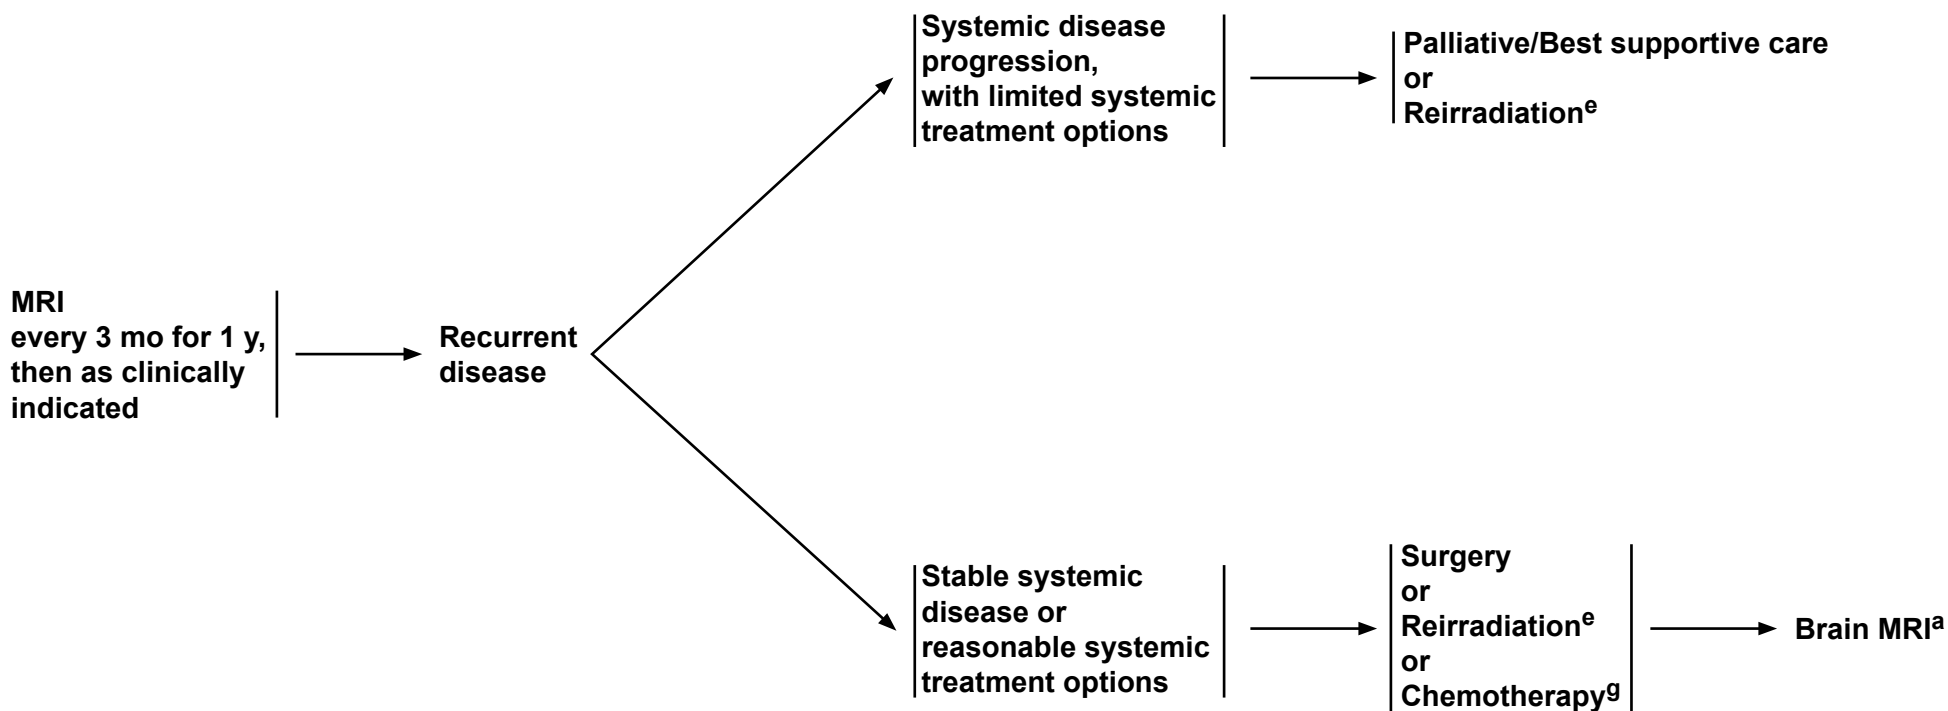 MRI
every 3 mo for 1 y,
then as clinically
indicated
Recurrent
disease
Systemic disease
progression,
with limited systemic
treatment options
Palliative/Best supportive care
or
Reirradiationᵉ
Stable systemic
disease or
reasonable systemic
treatment options
Surgery
or
Reirradiationᵉ
or
Chemotherapyᵍ
Brain MRIᵃ